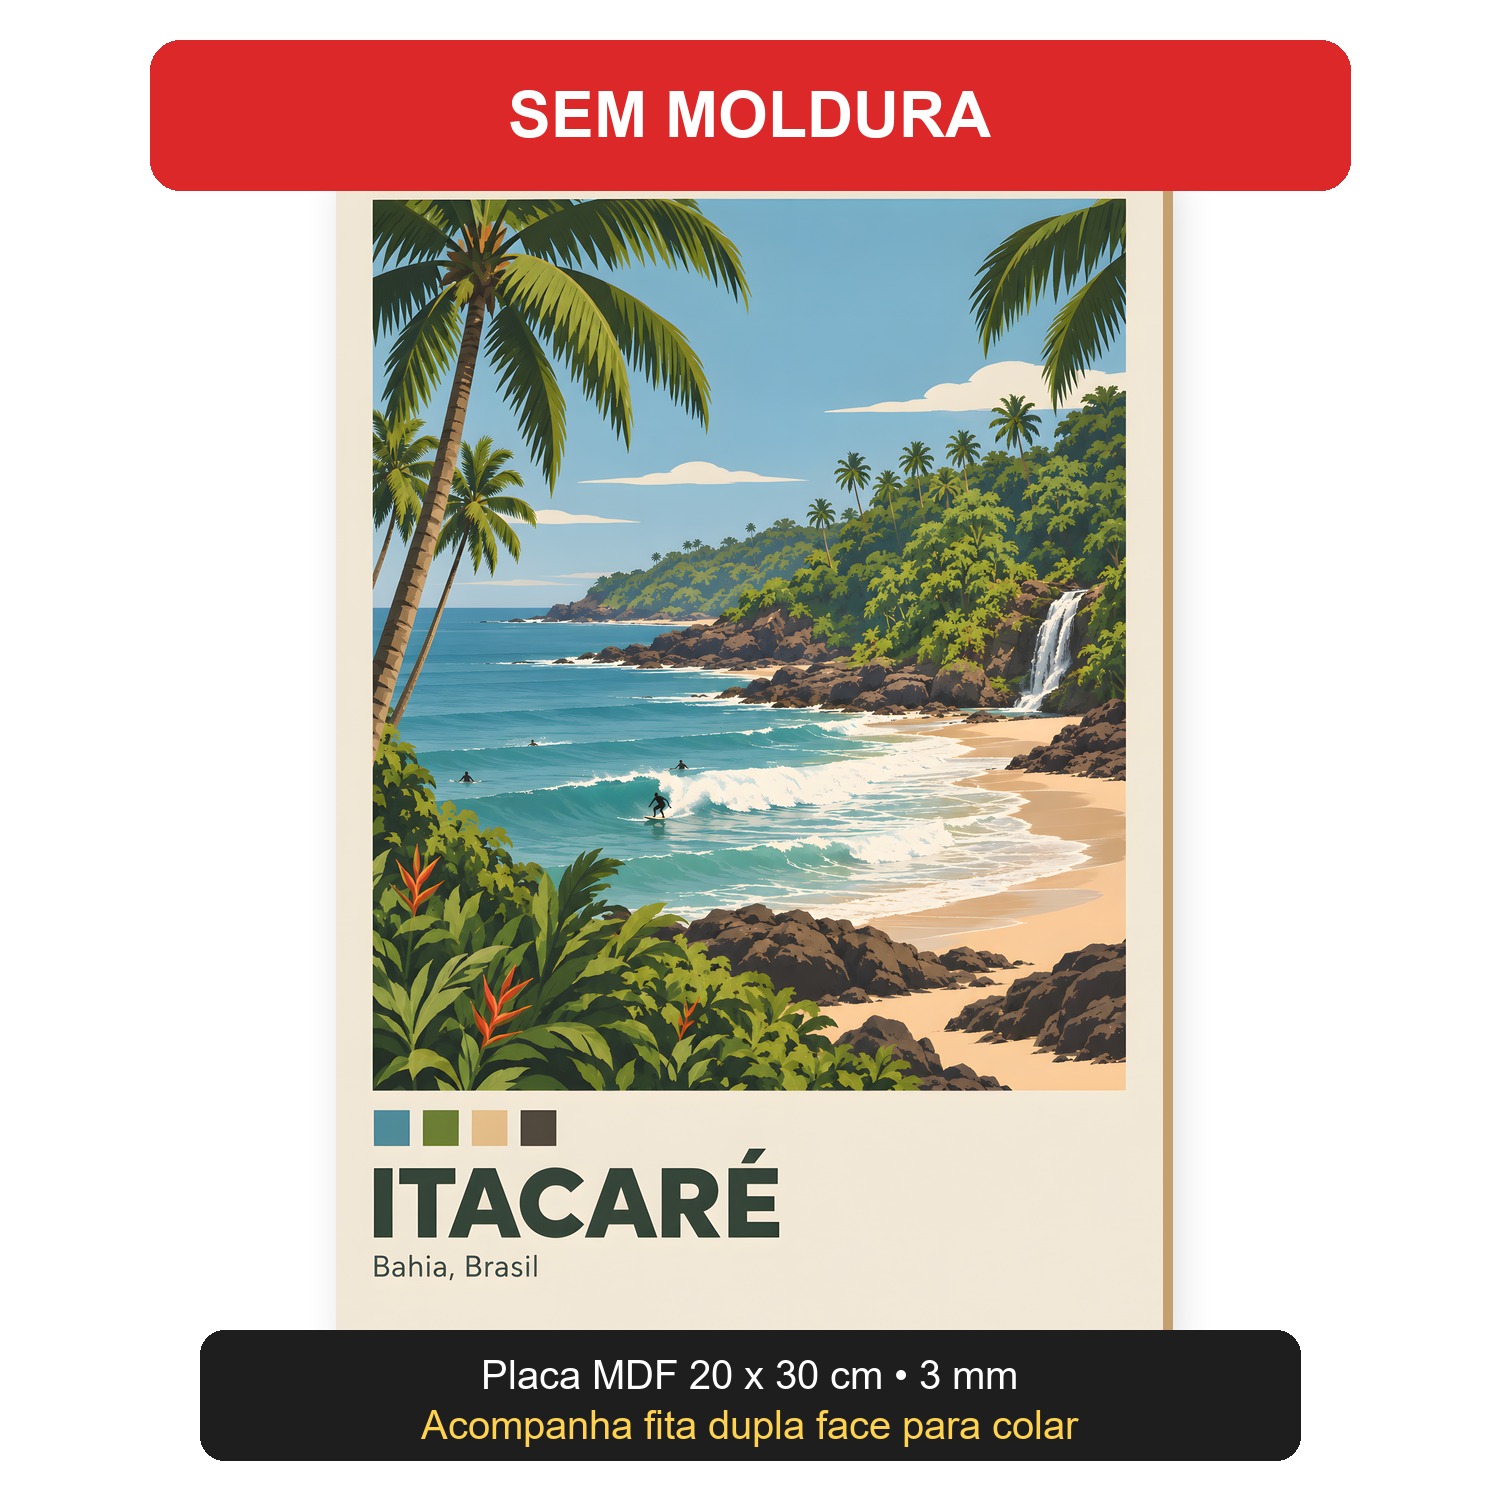 SEM MOLDURA
ITACARÉ
Bahia, Brasil
Placa MDF 20 x 30 cm • 3 mm
Acompanha fita dupla face para colar